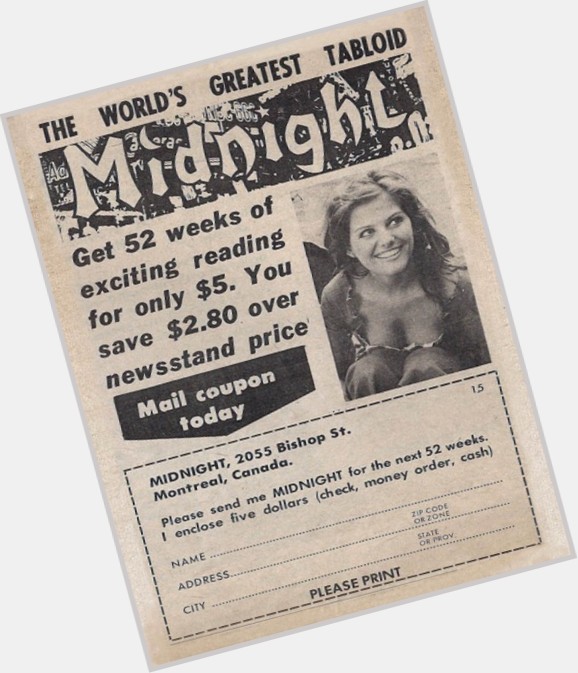 THE WORLD'S GREATEST TABLOID
Midnight
Get 52 weeks of
exciting reading
for only $5. You
save $2.80 over
newsstand price
Mail coupon
today
15
MIDNIGHT, 2055 Bishop St.
Montreal, Canada.
Please send me MIDNIGHT for the next 52 weeks.
I enclose five dollars (check, money order, cash)
NAME
ADDRESS
ZIP CODE
OR ZONE
CITY
STATE
OR PROV.
PLEASE PRINT